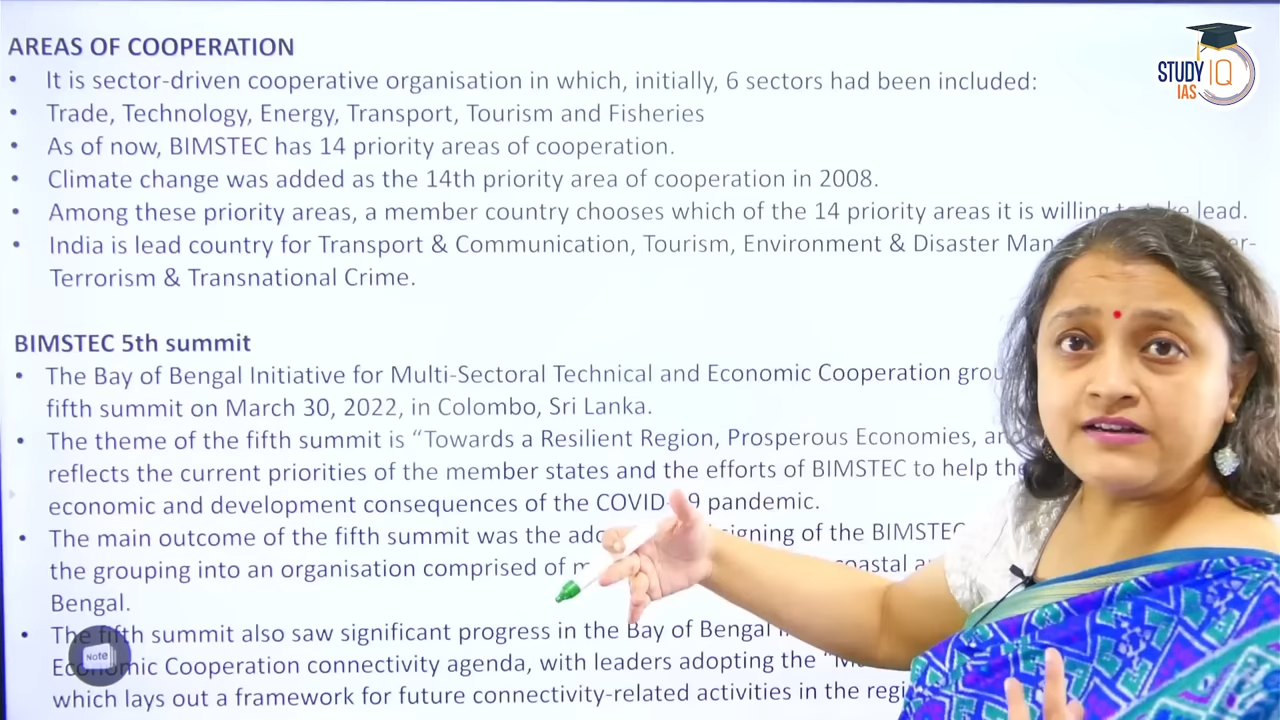 AREAS OF COOPERATION
STUDY IQ
IAS
• It is sector-driven cooperative organisation in which, initially, 6 sectors had been included:
• Trade, Technology, Energy, Transport, Tourism and Fisheries
• As of now, BIMSTEC has 14 priority areas of cooperation.
• Climate change was added as the 14th priority area of cooperation in 2008.
• Among these priority areas, a member country chooses which of the 14 priority areas it is willing lead.
• India is lead country for Transport & Communication, Tourism, Environment & Disaster
Terrorism & Transnational Crime.
BIMSTEC 5th summit
• The Bay of Bengal Initiative for Multi-Sectoral Technical and Economic Cooperation
fifth summit on March 30, 2022, in Colombo, Sri Lanka.
• The theme of the fifth summit is “Towards a Resilient Region, Prosperous Economies,
reflects the current priorities of the member states and the efforts of BIMSTEC to help
economic and development consequences of the pandemic.
• The main outcome of the fifth summit was the of the BIMSTEC
the grouping into an organisation comprised of
Bengal.
• The fifth summit also saw significant progress in the Bay of Bengal
Economic Cooperation connectivity agenda, with leaders adopting the
which lays out a framework for future connectivity-related activities in the
Note